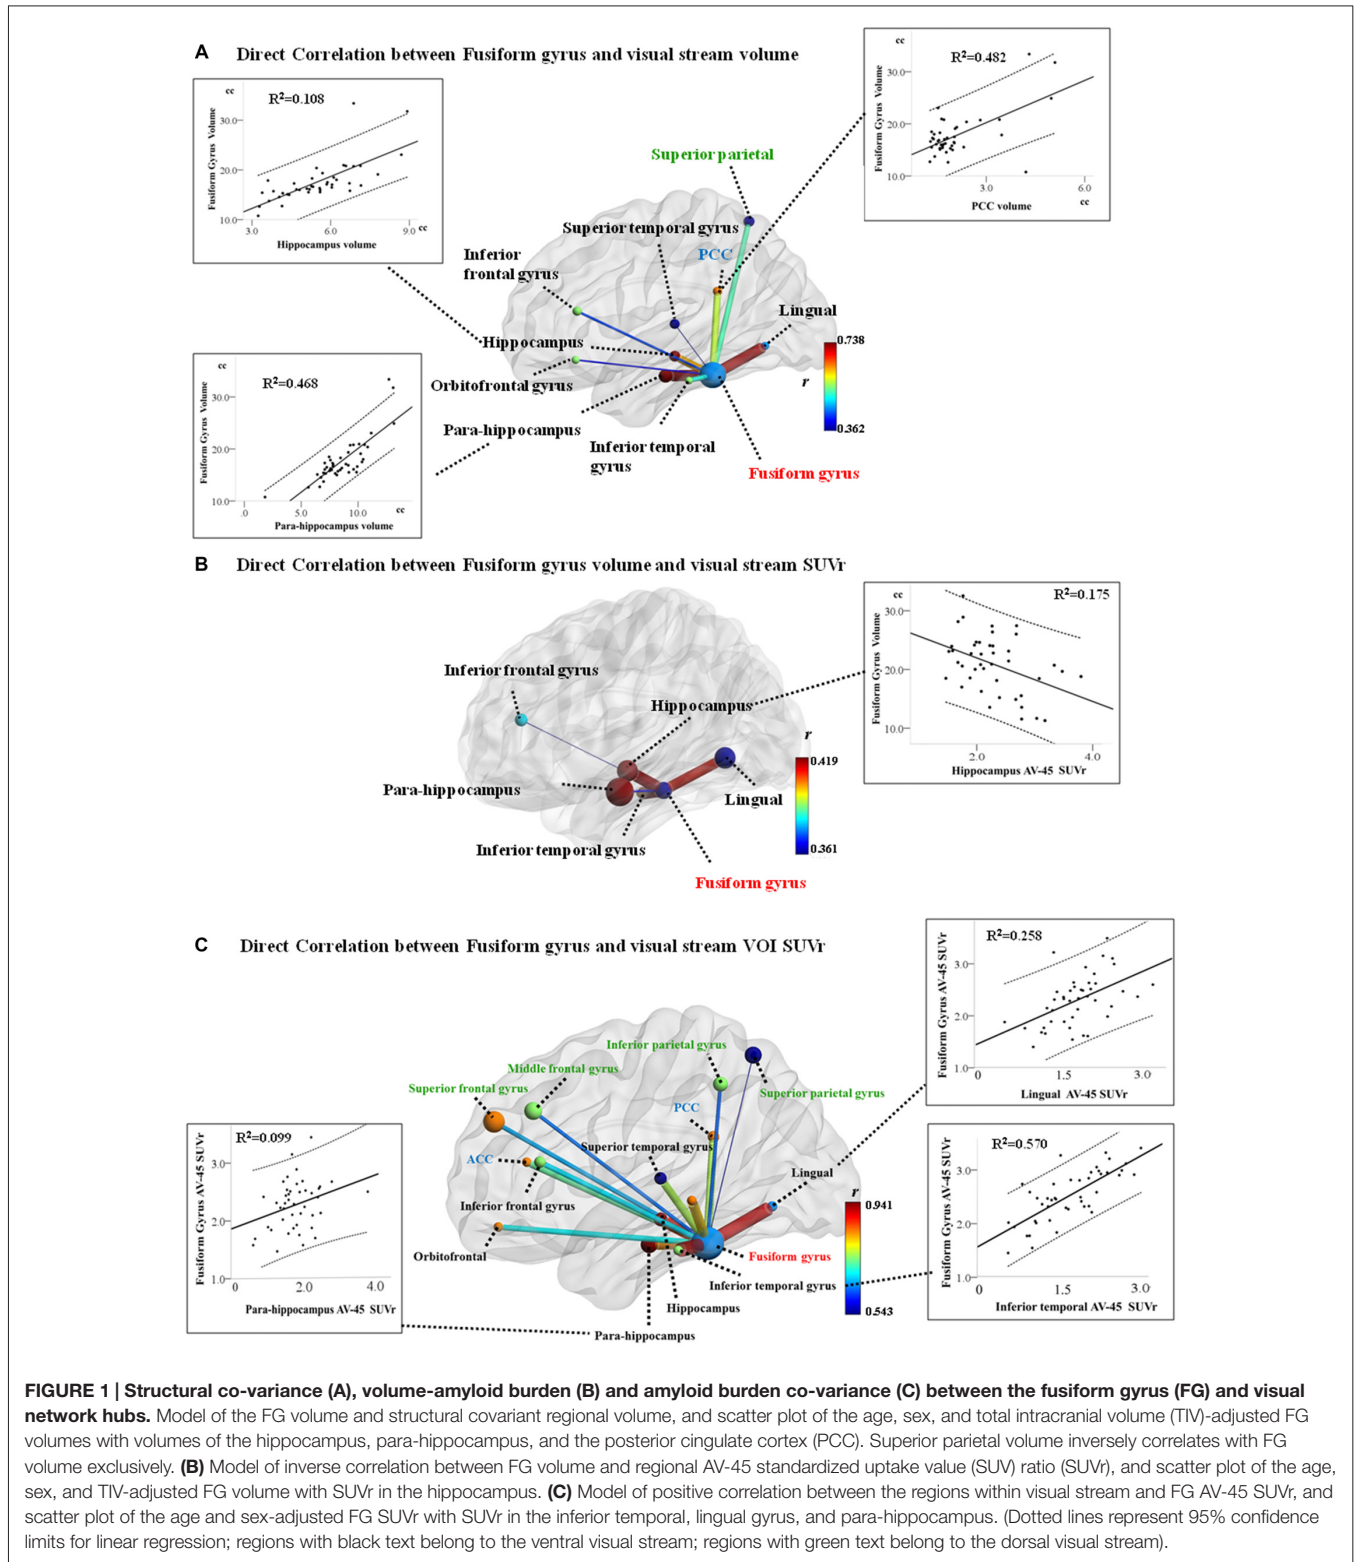 A Direct Correlation between Fusiform gyrus and visual stream volume
cc
R²=0.108
Fusiform Gyrus Volume
30.0
20.0
10.0
3.0 6.0 9.0 cc
Hippocampus volume
cc
R²=0.482
Fusiform Gyrus Volume
30.0
20.0
10.0
3.0 6.0
PCC volume cc
cc
R²=0.468
Fusiform Gyrus Volume
30.0
20.0
10.0
.0 5.0 10.0 cc
Para-hippocampus volume
Superior parietal
Superior temporal gyrus
PCC
Inferior
frontal gyrus
Lingual
Hippocampus
Orbitofrontal gyrus
Para-hippocampus
Inferior temporal
gyrus
Fusiform gyrus
0.738
r
0.362
B Direct Correlation between Fusiform gyrus volume and visual stream SUVr
cc
R²=0.175
Fusiform Gyrus Volume
30.0
20.0
10.0
2.0 4.0
Hippocampus AV-45 SUVr
Inferior frontal gyrus
Hippocampus
Para-hippocampus
Lingual
Inferior temporal gyrus
Fusiform gyrus
r
0.419
0.361
C Direct Correlation between Fusiform gyrus and visual stream VOI SUVr
R²=0.258
Fusiform Gyrus AV-45 SUVr
3.0
2.0
1.0
0 1.5 3.0
Lingual AV-45 SUVr
R²=0.570
Fusiform Gyrus AV-45 SUVr
3.0
2.0
1.0
0 1.5 3.0
Inferior temporal AV-45 SUVr
R²=0.099
Fusiform Gyrus AV-45 SUVr
3.0
2.0
1.0
0 2.0 4.0
Para-hippocampus AV-45 SUVr
Inferior parietal gyrus
Middle frontal gyrus
Superior frontal gyrus
Superior parietal gyrus
PCC
Superior temporal gyrus
ACC
Lingual
Inferior frontal gyrus
Orbitofrontal
Fusiform gyrus
Inferior temporal gyrus
Hippocampus
Para-hippocampus
r
0.941
0.543
FIGURE 1 | Structural co-variance (A), volume-amyloid burden (B) and amyloid burden co-variance (C) between the fusiform gyrus (FG) and visual
network hubs. Model of the FG volume and structural covariant regional volume, and scatter plot of the age, sex, and total intracranial volume (TIV)-adjusted FG
volumes with volumes of the hippocampus, para-hippocampus, and the posterior cingulate cortex (PCC). Superior parietal volume inversely correlates with FG
volume exclusively. (B) Model of inverse correlation between FG volume and regional AV-45 standardized uptake value (SUV) ratio (SUVr), and scatter plot of the age,
sex, and TIV-adjusted FG volume with SUVr in the hippocampus. (C) Model of positive correlation between the regions within visual stream and FG AV-45 SUVr, and
scatter plot of the age and sex-adjusted FG SUVr with SUVr in the inferior temporal, lingual gyrus, and para-hippocampus. (Dotted lines represent 95% confidence
limits for linear regression; regions with black text belong to the ventral visual stream; regions with green text belong to the dorsal visual stream).